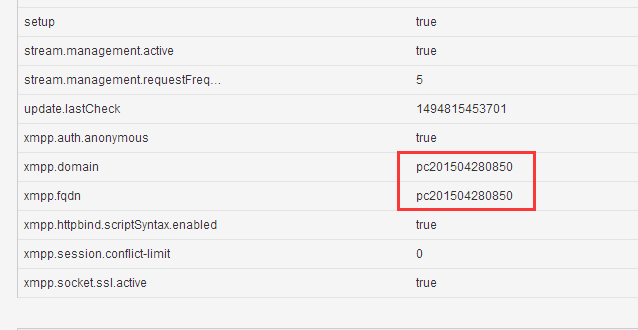 setup true
stream.management.active true
stream.management.requestFreq... 5
update.lastCheck 1494815453701
xmpp.auth.anonymous true
xmpp.domain pc201504280850
xmpp.fqdn pc201504280850
xmpp.httpbind.scriptSyntax.enabled true
xmpp.session.conflict-limit 0
xmpp.socket.ssl.active true